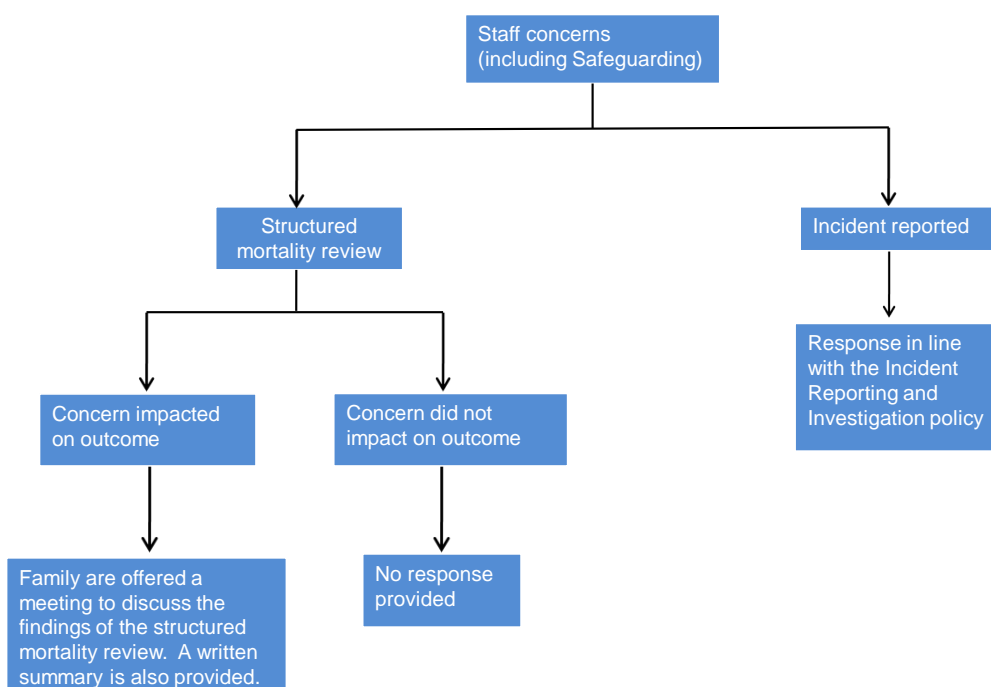 Staff concerns
(including Safeguarding)
Structured
mortality review
Incident reported
Response in line
with the Incident
Reporting and
Investigation policy
Concern impacted
on outcome
Concern did not
impact on outcome
Family are offered a
meeting to discuss the
findings of the structured
mortality review.  A written
summary is also provided.
No response
provided